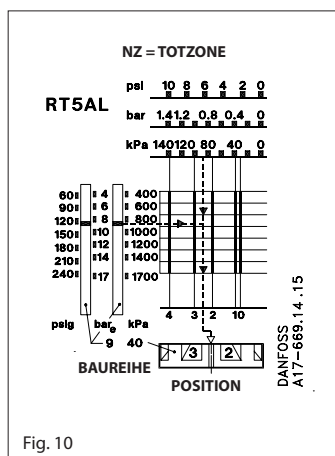 NZ = TOTZONE
psi 10 8 6 4 2 0
RT5AL
bar 1.4 1.2 0.8 0.4 0
kPa 140 120 80 40 0
60 4 400
90 6 600
120 8 800
150 10 1000
180 12 1200
210 14 1400
240 17 1700
4 3 2 10
psig bare kPa
9 40
BAUREIHE
3 2
POSITION
DANFOSS
A17-669.14.15
Fig. 10